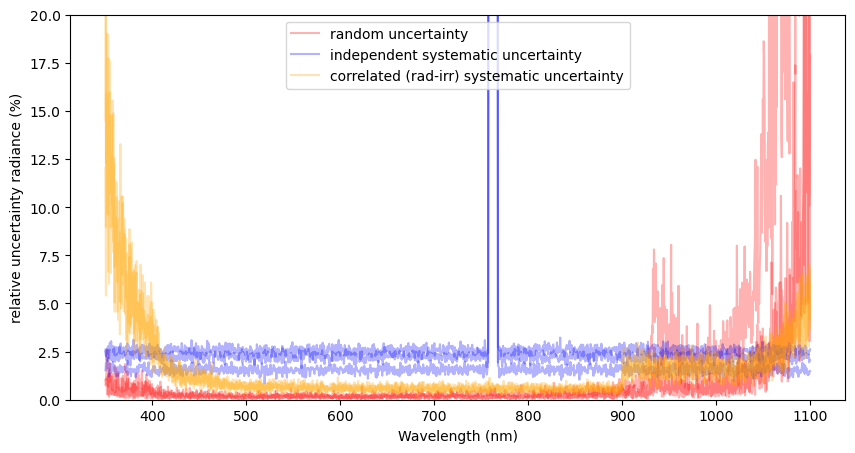 20.0
17.5
15.0
12.5
10.0
7.5
5.0
2.5
0.0
relative uncertainty radiance (%)
random uncertainty
independent systematic uncertainty
correlated (rad-irr) systematic uncertainty
400 500 600 700 800 900 1000 1100
Wavelength (nm)